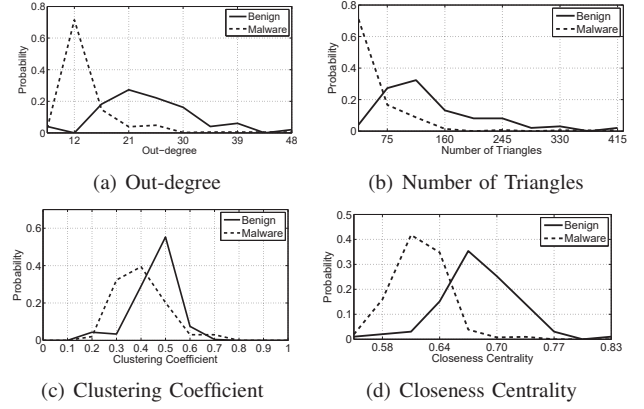 0.8
0.6
0.4
0.2
0
Probability
Benign
Malware
12 21 30 39 48
Out−degree
(a) Out-degree
0.8
0.6
0.4
0.2
0
Probability
Benign
Malware
75 160 245 330 415
Number of Triangles
(b) Number of Triangles
0.6
0.4
0.2
0
Probability
Benign
Malware
0 0.1 0.2 0.3 0.4 0.5 0.6 0.7 0.8 0.9 1
Clustering Coefficient
(c) Clustering Coefficient
0.5
0.4
0.3
0.2
0.1
0
Probability
Benign
Malware
0.58 0.64 0.70 0.77 0.83
Closeness Centrality
(d) Closeness Centrality